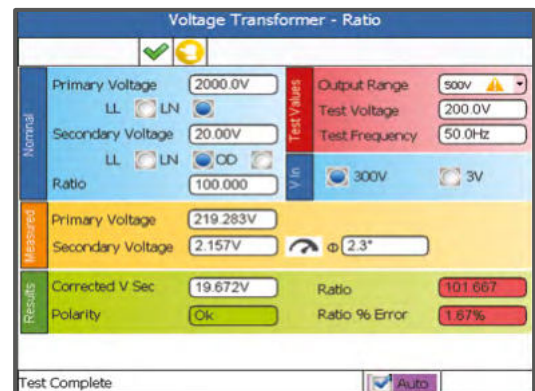 Voltage Transformer - Ratio
Nominal
Primary Voltage 2000.0V
LL LN
Secondary Voltage 20.00V
LL LN OD
Ratio 100.000
Test Values
Output Range 500V
Test Voltage 200.0V
Test Frequency 50.0Hz
V In
300V 3V
Measured
Primary Voltage 219.283V
Secondary Voltage 2.157V Φ 2.3°
Results
Corrected V Sec 19.672V Ratio 101.667
Polarity Ok Ratio % Error 1.67%
Test Complete Auto